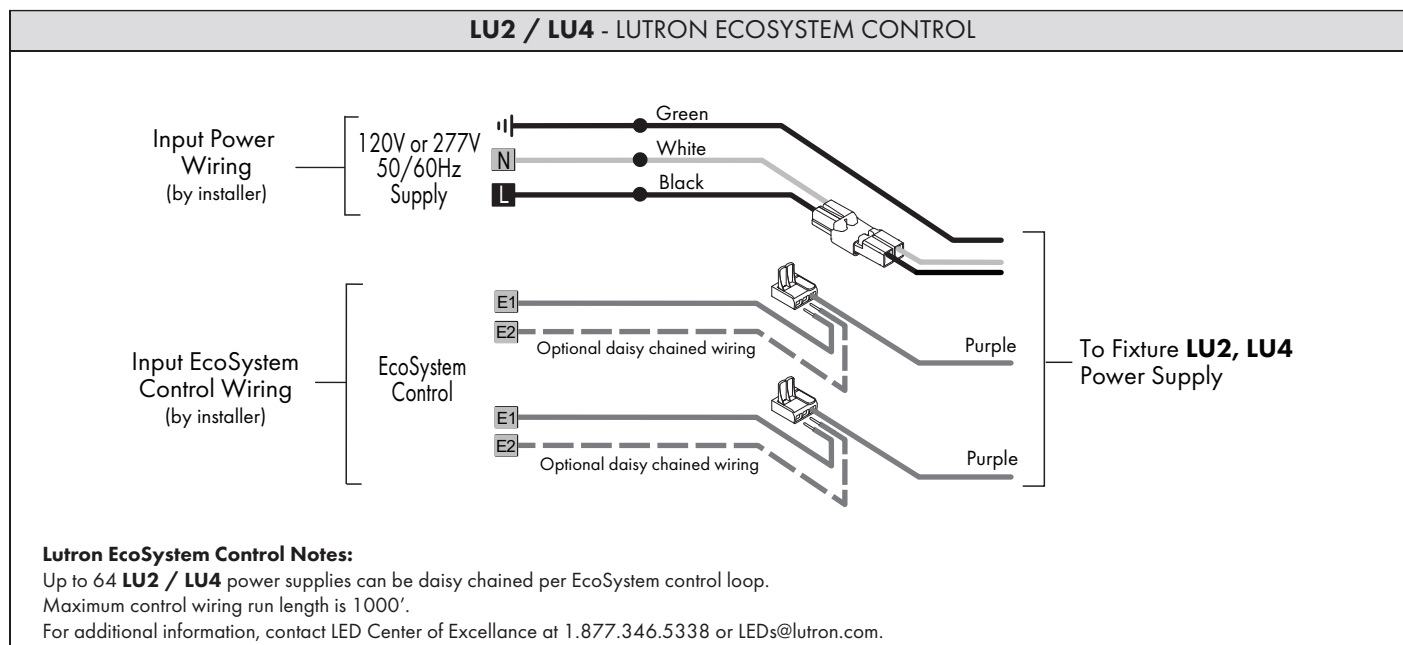 LU2 / LU4 - LUTRON ECOSYSTEM CONTROL
Input Power
Wiring
(by installer)
120V or 277V
50/60Hz
Supply
N
L
Green
White
Black
Input EcoSystem
Control Wiring
(by installer)
EcoSystem
Control
E1
E2
Optional daisy chained wiring
Purple
E1
E2
Optional daisy chained wiring
Purple
To Fixture LU2, LU4
Power Supply
Lutron EcoSystem Control Notes:
Up to 64 LU2 / LU4 power supplies can be daisy chained per EcoSystem control loop.
Maximum control wiring run length is 1000’.
For additional information, contact LED Center of Excellance at 1.877.346.5338 or LEDs@lutron.com.